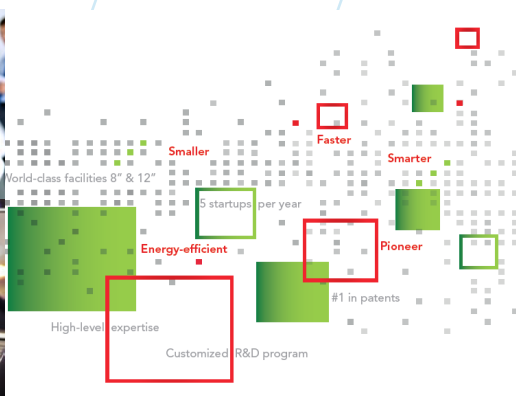 Faster
Smaller
Smarter
World-class facilities 8" & 12"
5 startups per year
Energy-efficient
Pioneer
#1 in patents
High-level expertise
Customized R&D program